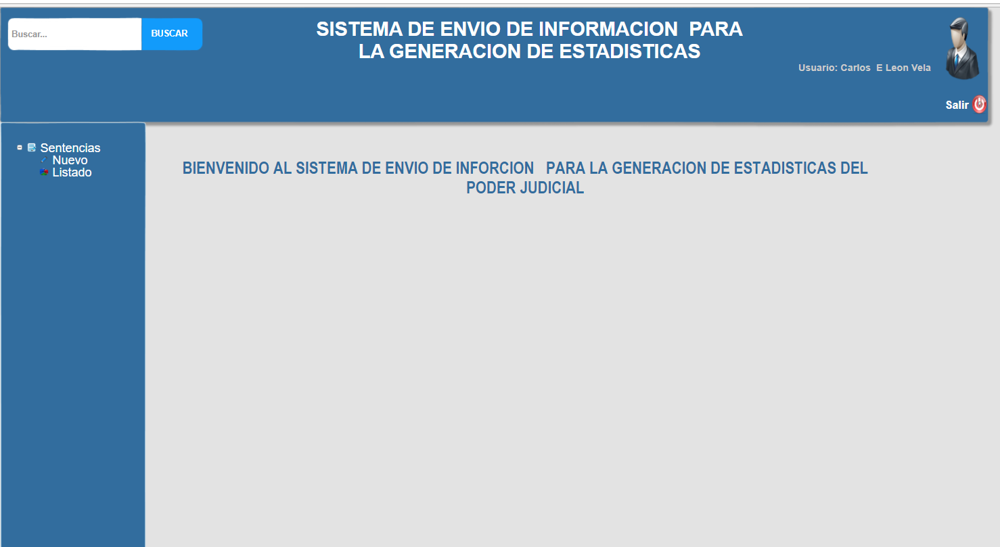 Buscar...
BUSCAR
SISTEMA DE ENVIO DE INFORMACION PARA
LA GENERACION DE ESTADISTICAS
Usuario: Carlos E Leon Vela
Salir
Sentencias
Nuevo
Listado
BIENVENIDO AL SISTEMA DE ENVIO DE INFORCION PARA LA GENERACION DE ESTADISTICAS DEL
PODER JUDICIAL